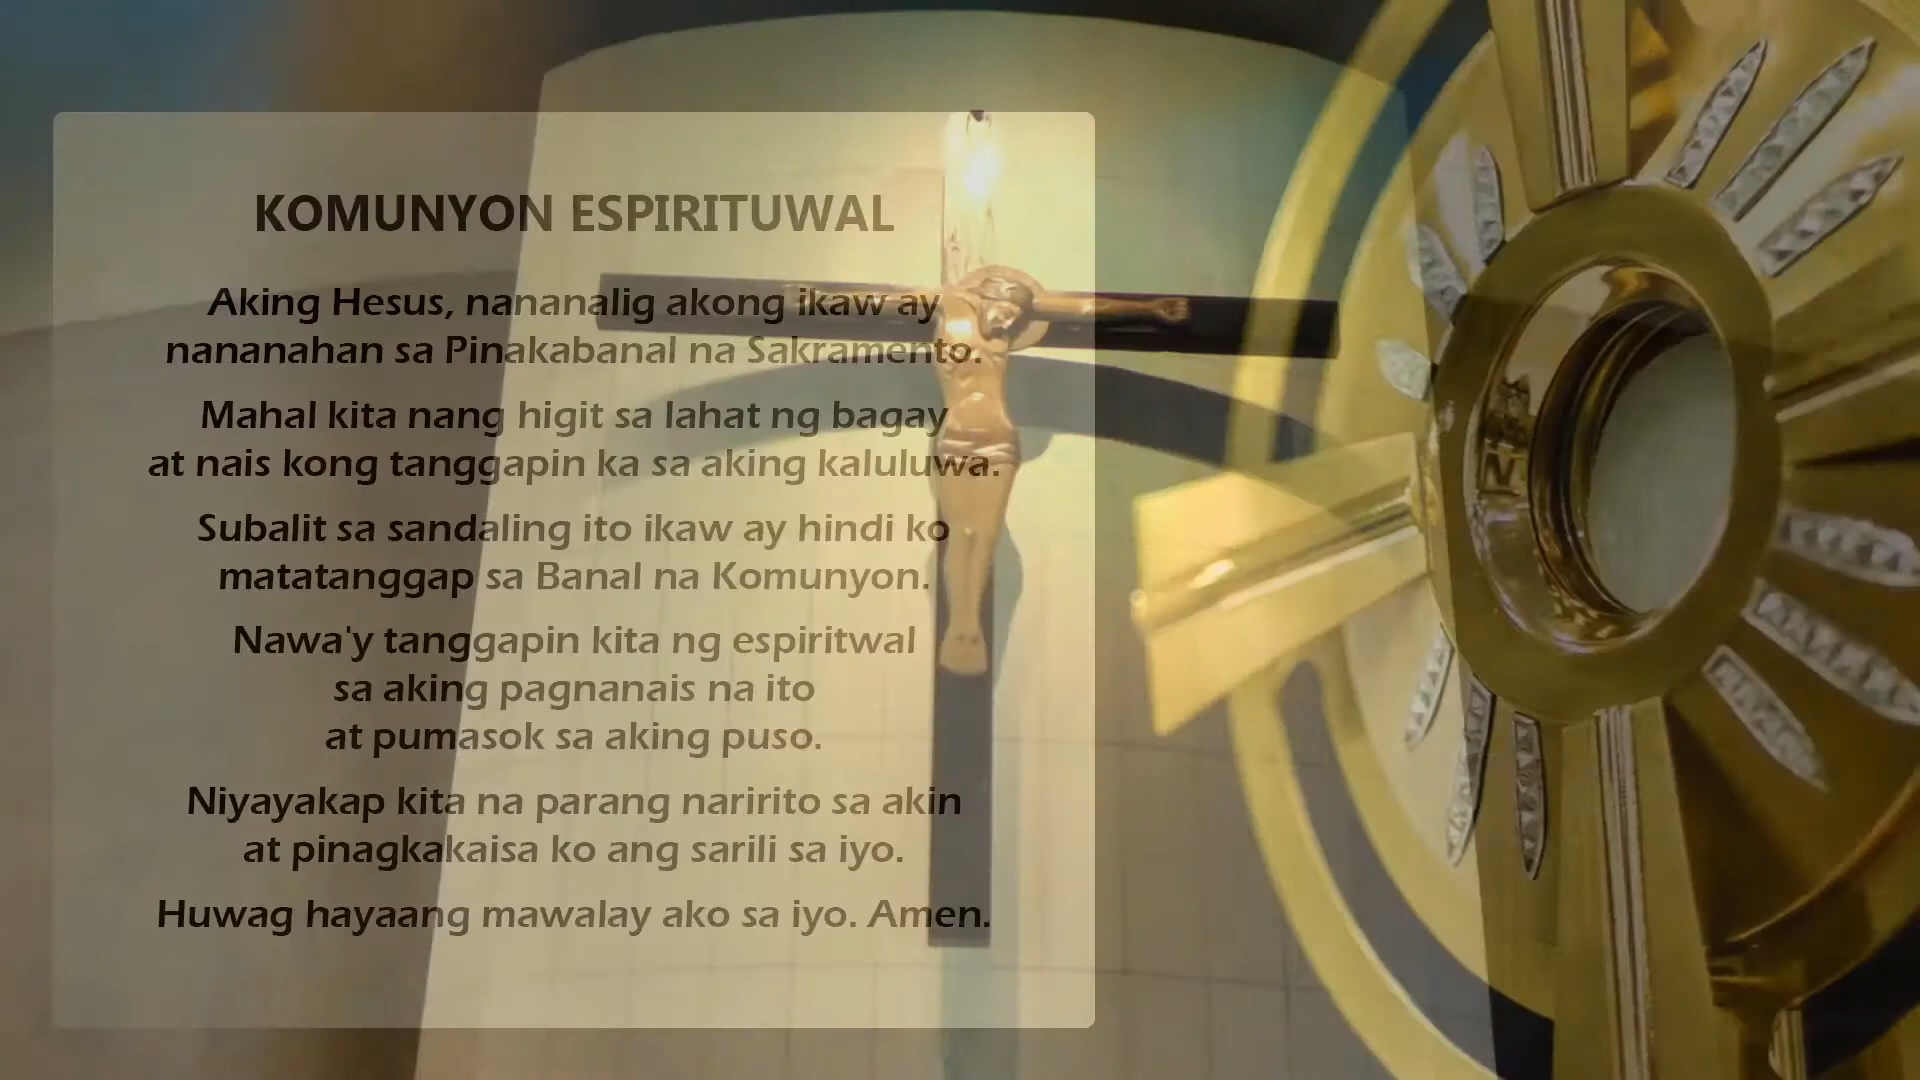 KOMUNYON ESPIRITUWAL
Aking Hesus, nananalig akong ikaw ay
nananahan sa Pinakabanal na Sakramento.
Mahal kita nang higit sa lahat ng bagay
at nais kong tanggapin ka sa aking kaluluwa.
Subalit sa sandaling ito ikaw ay hindi ko
matatanggap sa Banal na Komunyon.
Nawa'y tanggapin kita ng espiritwal
sa aking pagnanais na ito
at pumasok sa aking puso.
Niyayakap kita na parang naririto sa akin
at pinagkakaisa ko ang sarili sa iyo.
Huwag hayaang mawalay ako sa iyo. Amen.